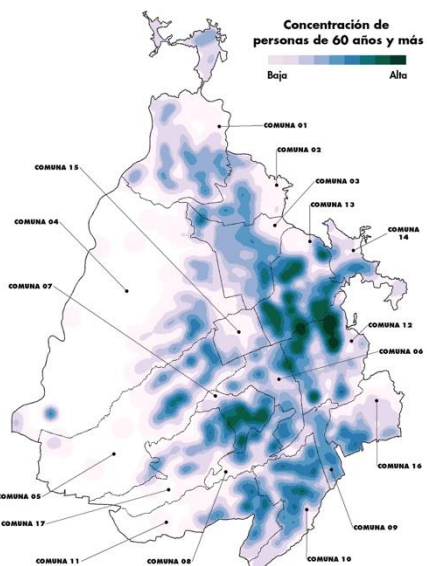 Concentración de
personas de 60 años y más
Baja Alta
COMUNA 01
COMUNA 02
COMUNA 15
COMUNA 03
COMUNA 13
COMUNA 04
COMUNA
14
COMUNA 07
COMUNA 12
COMUNA 06
COMUNA 16
COMUNA 05
COMUNA 17
COMUNA 09
COMUNA 11
COMUNA 08
COMUNA 10